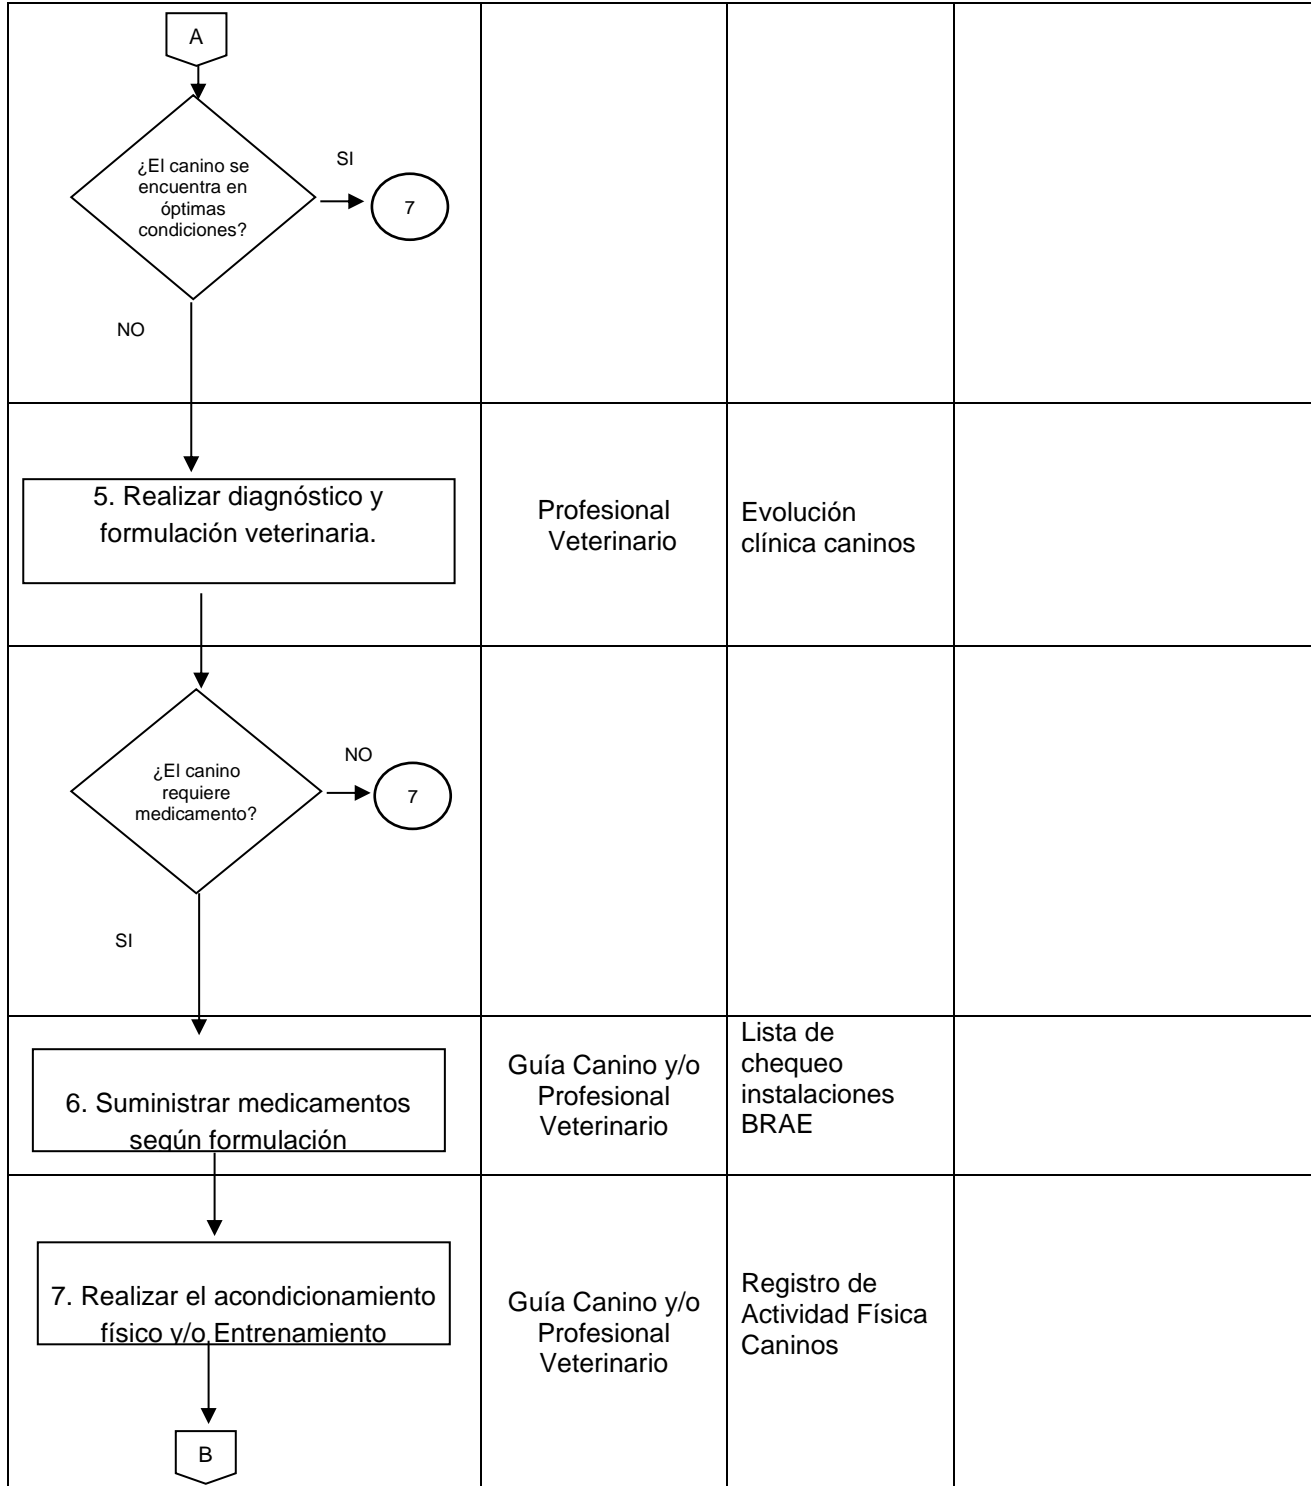 A
¿El canino se
encuentra en
óptimas
condiciones?
SI
7
NO
5. Realizar diagnóstico y
formulación veterinaria.
Profesional
Veterinario
Evolución
clínica caninos
¿El canino
requiere
medicamento?
NO
7
SI
6. Suministrar medicamentos
según formulación
Guía Canino y/o
Profesional
Veterinario
Lista de
chequeo
instalaciones
BRAE
7. Realizar el acondicionamiento
físico y/o Entrenamiento
Guía Canino y/o
Profesional
Veterinario
Registro de
Actividad Física
Caninos
B